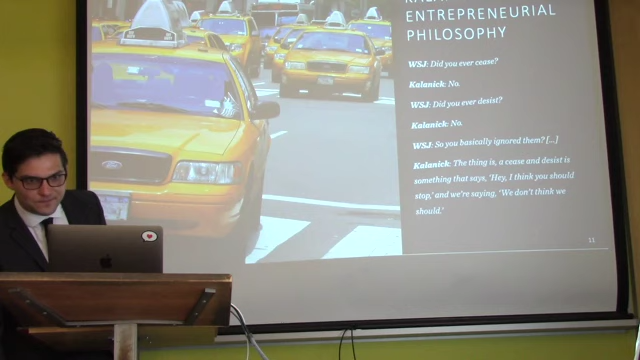 ENTREPRENEURIAL
PHILOSOPHY
WSJ: Did you ever cease?
Kalanick: No.
WSJ: Did you ever desist?
Kalanick: No.
WSJ: So you basically ignored them? [...]
Kalanick: The thing is, a cease and desist is
something that says, 'Hey, I think you should
stop,' and we're saying, 'We don't think we
should.'
11